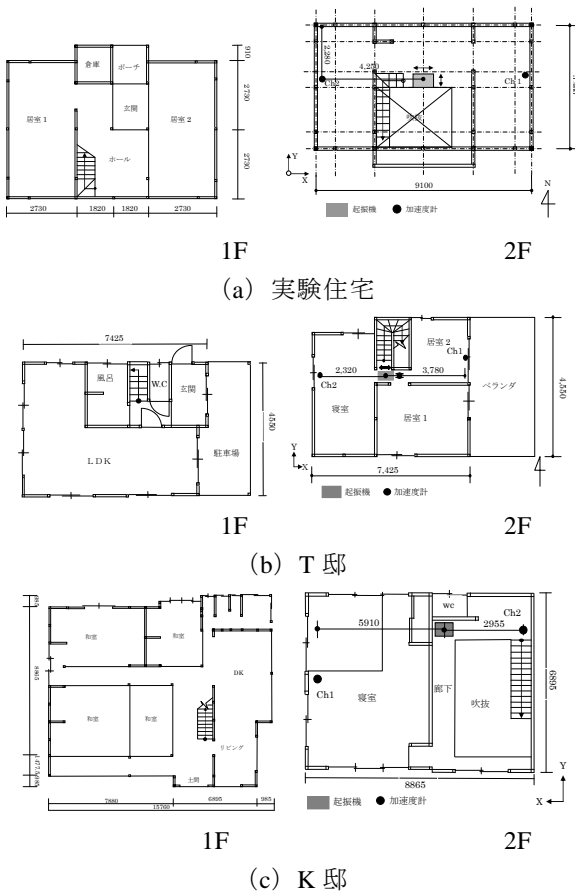 倉庫
ポーチ
玄関
居室1
居室2
ホール
910
2730
2730
2730
1820
1820
2730
1F
2,280
4,250
Ch2
Ch 1
Y
X
9100
N
起振機
加速度計
2F
(a) 実験住宅
7425
風呂
W.C
玄関
LDK
駐車場
4550
1F
居室 2
Ch1
2,320
3,780
Ch2
ベランダ
寝室
居室 1
4,550
Y
X
7,425
起振機
加速度計
2F
(b) T 邸
和室
和室
DK
8865
和室
和室
リビング
土間
7880
6895
985
15760
1F
wc
Ch2
5910
2955
Ch1
寝室
廊下
吹抜
6895
8865
Y
X
起振機
加速度計
2F
(c) K 邸